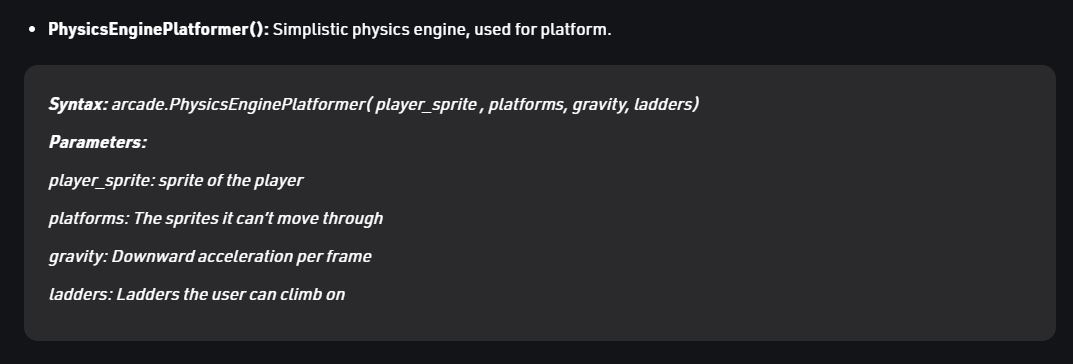 • PhysicsEnginePlatformer(): Simplistic physics engine, used for platform.
Syntax: arcade.PhysicsEnginePlatformer( player_sprite , platforms, gravity, ladders)
Parameters:
player_sprite: sprite of the player
platforms: The sprites it can’t move through
gravity: Downward acceleration per frame
ladders: Ladders the user can climb on